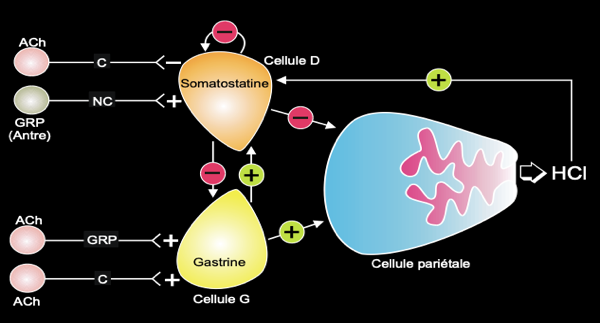 ACh
C
−
−
Cellule D
Somatostatine
+
NC
+
GRP
(Antre)
−
−
+
HCl
ACh
GRP
+
+
Gastrine
Cellule pariétale
C
+
ACh
Cellule G